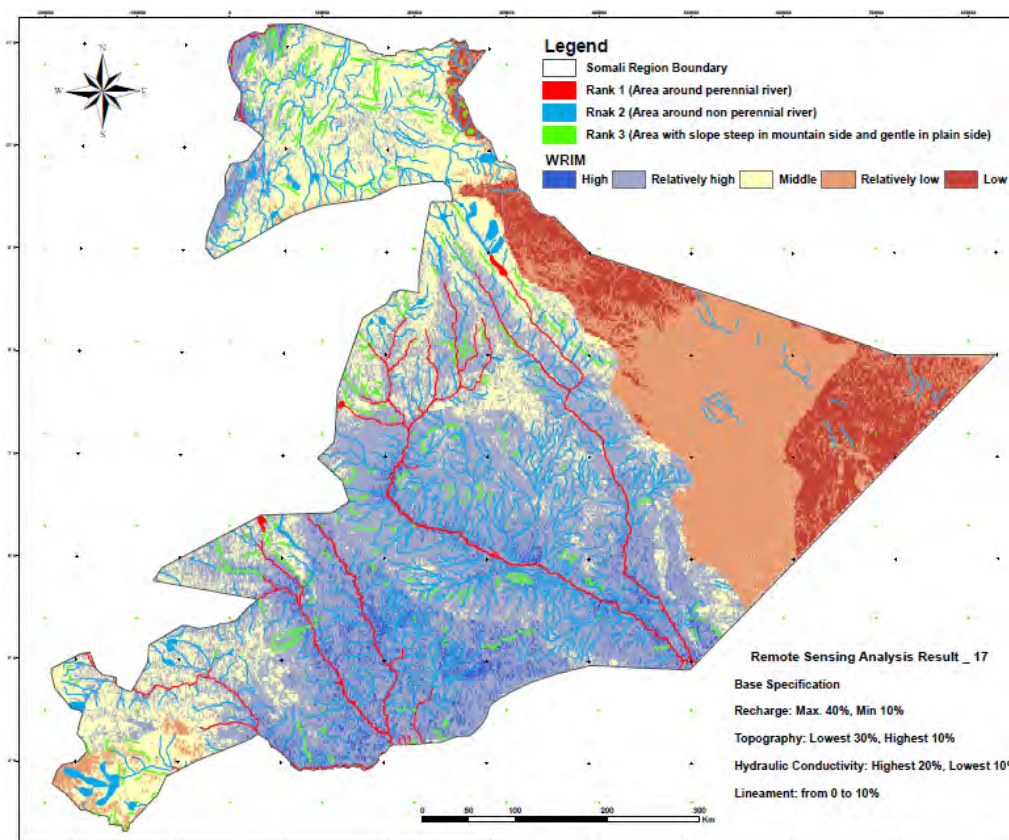 N
W
E
S
Legend
Somali Region Boundary
Rank 1 (Area around perennial river)
Rnak 2 (Area around non perennial river)
Rank 3 (Area with slope steep in mountain side and gentle in plain side)
WRIM
High
Relatively high
Middle
Relatively low
Low
Remote Sensing Analysis Result _ 17
Base Specification
Recharge: Max. 40%, Min 10%
Topography: Lowest 30%, Highest 10%
Hydraulic Conductivity: Highest 20%, Lowest 10%
Lineament: from 0 to 10%
0 50 100 200 300
Km